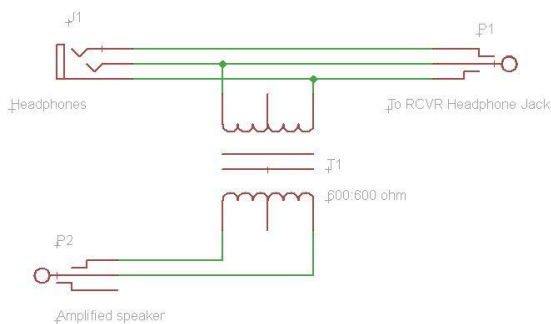 J1
P1
Headphones
To RCVR Headphone Jack
T1
600:600 ohm
P2
Amplified speaker